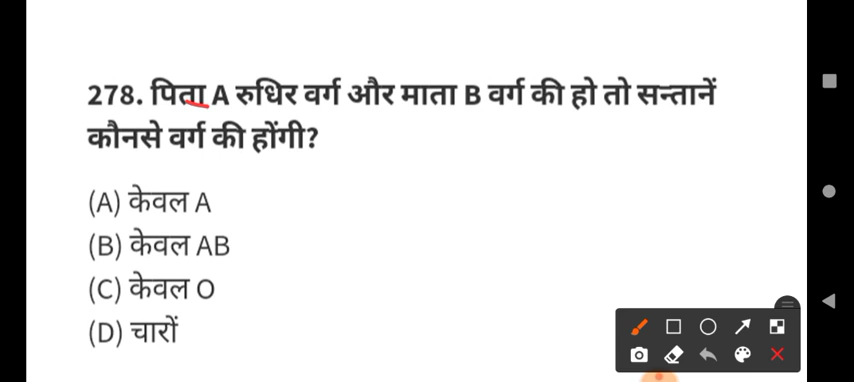 278. पिता A रुधिर वर्ग और माता B वर्ग की हो तो सन्तानें
कौनसे वर्ग की होंगी?
(A) केवल A
(B) केवल AB
(C) केवल O
(D) चारों